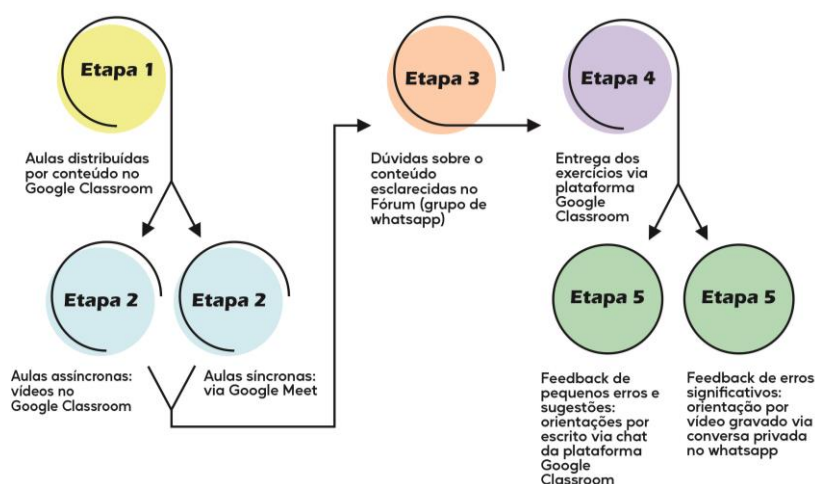 Etapa 1
Aulas distribuídas
por conteúdo no
Google Classroom
Etapa 2
Aulas assíncronas:
vídeos no
Google Classroom
Etapa 2
Aulas síncronas:
via Google Meet
Etapa 3
Dúvidas sobre o
conteúdo
esclarecidas no
Fórum (grupo de
whatsapp)
Etapa 4
Entrega dos
exercícios via
plataforma
Google
Classroom
Etapa 5
Feedback de
pequenos erros e
sugestões:
orientações por
escrito via chat
da plataforma
Google
Classroom
Etapa 5
Feedback de erros
significativos:
orientação por
vídeo gravado via
conversa privada
no whatsapp